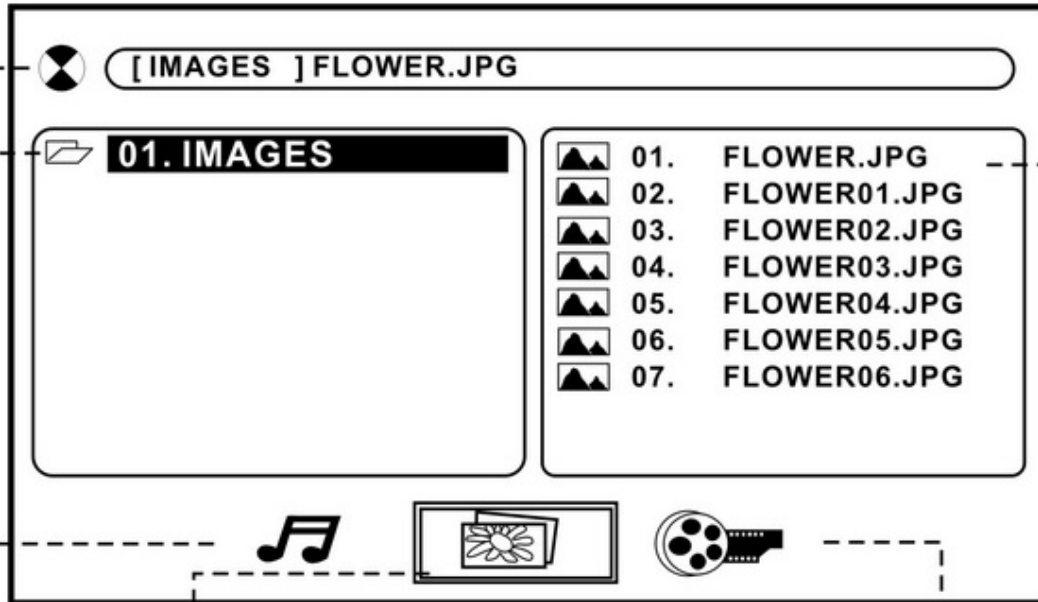 [ IMAGES ] FLOWER.JPG
01. IMAGES
01. FLOWER.JPG
02. FLOWER01.JPG
03. FLOWER02.JPG
04. FLOWER03.JPG
05. FLOWER04.JPG
06. FLOWER05.JPG
07. FLOWER06.JPG